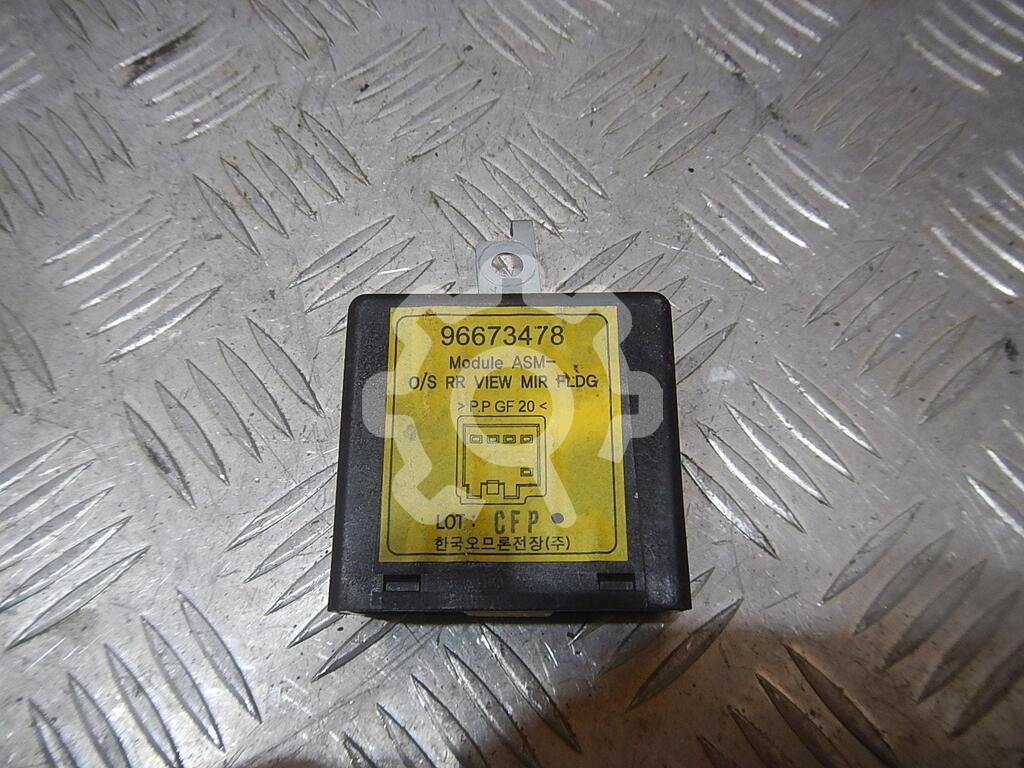 96673478
Module ASM-
O/S RR VIEW MIR FLDG
> P.P GF 20 <
LOT : CFP
한국오므론전장(주)